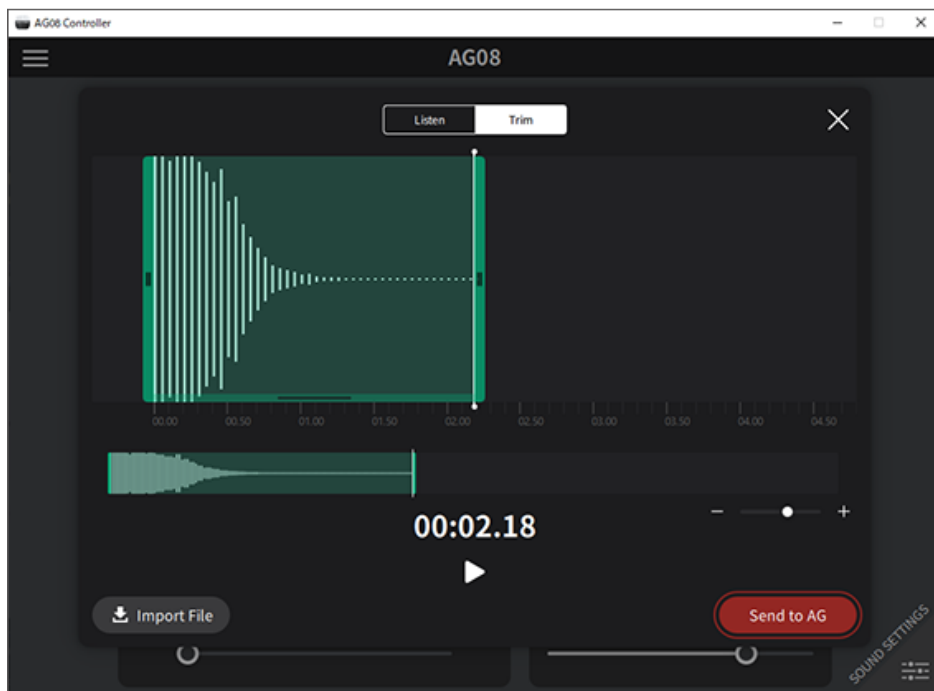 AG08 Controller
AG08
Listen
Trim
00.00 00.50 01.00 01.50 02.00 02.50 03.00 03.50 04.00 04.50
00:02.18
Import File
Send to AG
SOUND SETTINGS